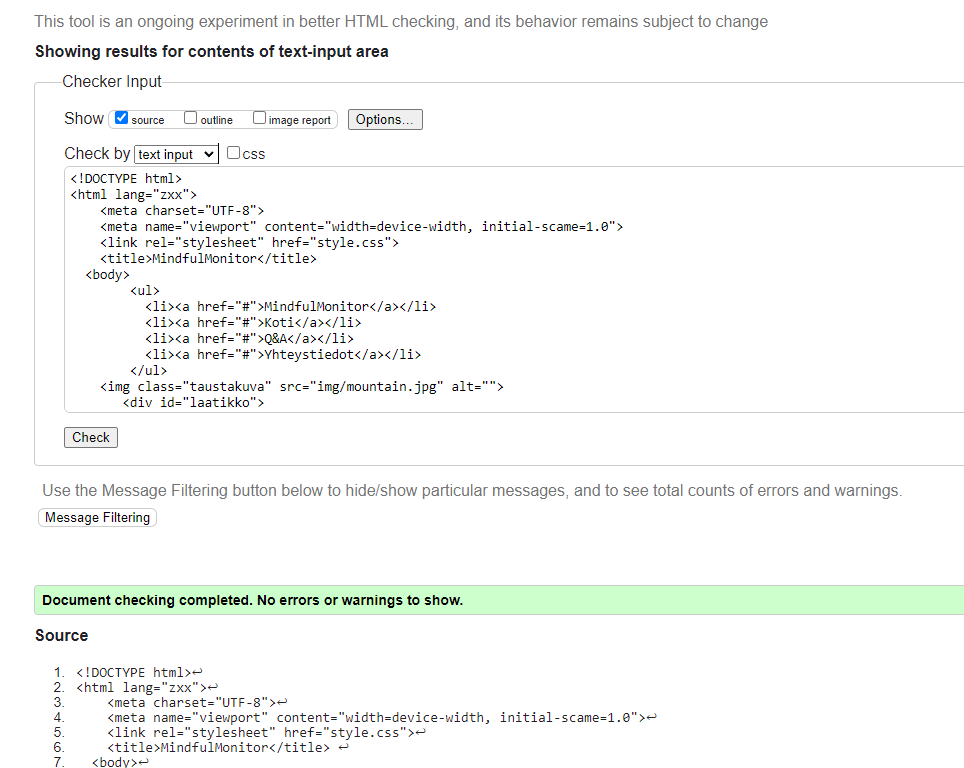 This tool is an ongoing experiment in better HTML checking, and its behavior remains subject to change
Showing results for contents of text-input area
Checker Input
Show source outline image report Options...
Check by text input css
<!DOCTYPE html>
<html lang="zxx">
    <meta charset="UTF-8">
    <meta name="viewport" content="width=device-width, initial-scame=1.0">
    <link rel="stylesheet" href="style.css">
    <title>MindfulMonitor</title>
  <body>
        <ul>
          <li><a href="#">MindfulMonitor</a></li>
          <li><a href="#">Koti</a></li>
          <li><a href="#">Q&A</a></li>
          <li><a href="#">Yhteystiedot</a></li>
        </ul>
    <img class="taustakuva" src="img/mountain.jpg" alt="">
       <div id="laatikko">
Check
Use the Message Filtering button below to hide/show particular messages, and to see total counts of errors and warnings.
Message Filtering
Document checking completed. No errors or warnings to show.
Source
1. <!DOCTYPE html>↩
2. <html lang="zxx">↩
3.     <meta charset="UTF-8">↩
4.     <meta name="viewport" content="width=device-width, initial-scame=1.0">↩
5.     <link rel="stylesheet" href="style.css">↩
6.     <title>MindfulMonitor</title> ↩
7.   <body>↩